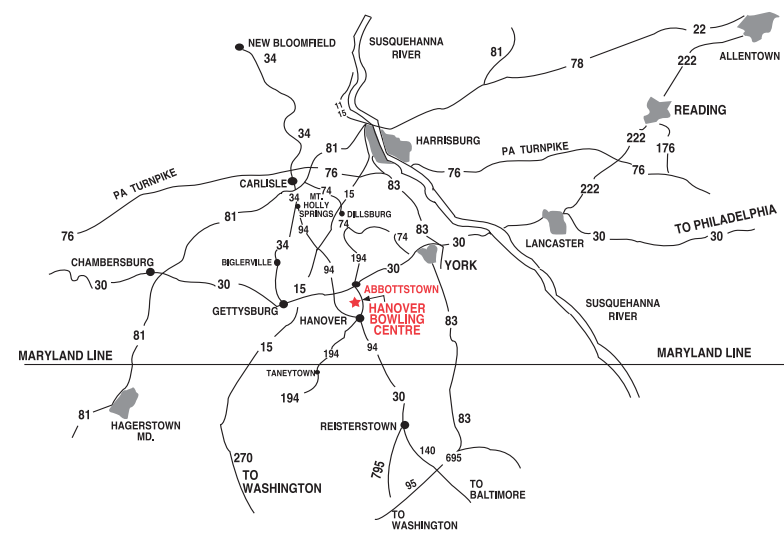 22
NEW BLOOMFIELD
34
SUSQUEHANNA
RIVER
81
78
ALLENTOWN
222
11
15
READING
34
81
HARRISBURG
PA TURNPIKE
222
176
PA TURNPIKE
76
76
76
CARLISLE
74
15
83
222
34
MT.
HOLLY
SPRINGS
DILLSBURG
81
94
74
83
74
30
LANCASTER
TO PHILADELPHIA
30
30
76
34
CHAMBERSBURG
BIGLERVILLE
194
94
30
YORK
30
30
15
ABBOTTSTOWN
GETTYSBURG
HANOVER
BOWLING
CENTRE
HANOVER
SUSQUEHANNA
RIVER
83
81
15
194
94
MARYLAND LINE
MARYLAND LINE
TANEYTOWN
194
30
81
HAGERSTOWN
MD.
REISTERSTOWN
83
140
695
270
TO
WASHINGTON
795
95
TO
BALTIMORE
TO
WASHINGTON